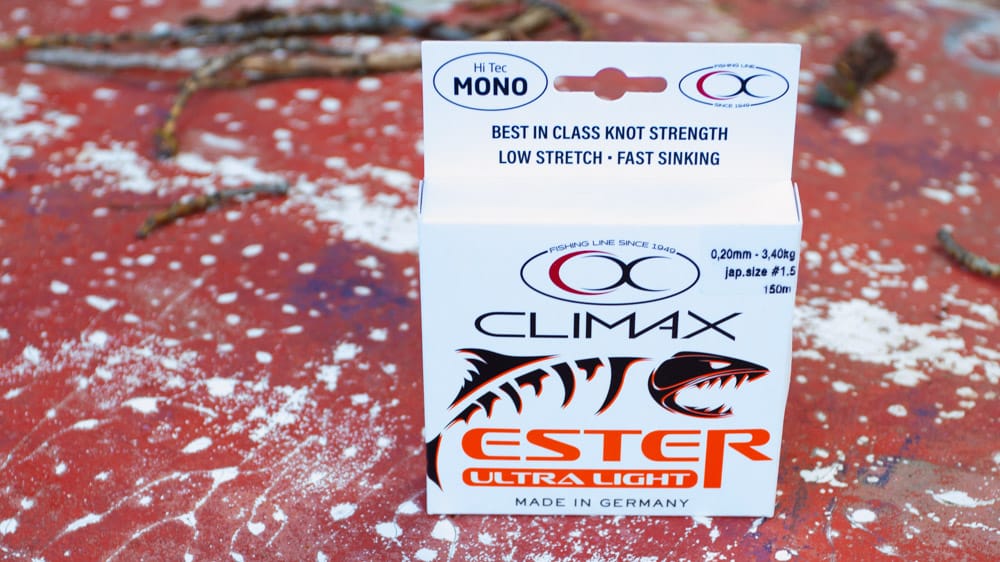 Hi Tec
MONO
FISHING LINE
SINCE 1949
BEST IN CLASS KNOT STRENGTH
LOW STRETCH · FAST SINKING
FISHING LINE SINCE 1949
0,20mm - 3,40kg
jap.size #1.5
150m
CLIMAX
ESTER
ULTRA LIGHT
MADE IN GERMANY